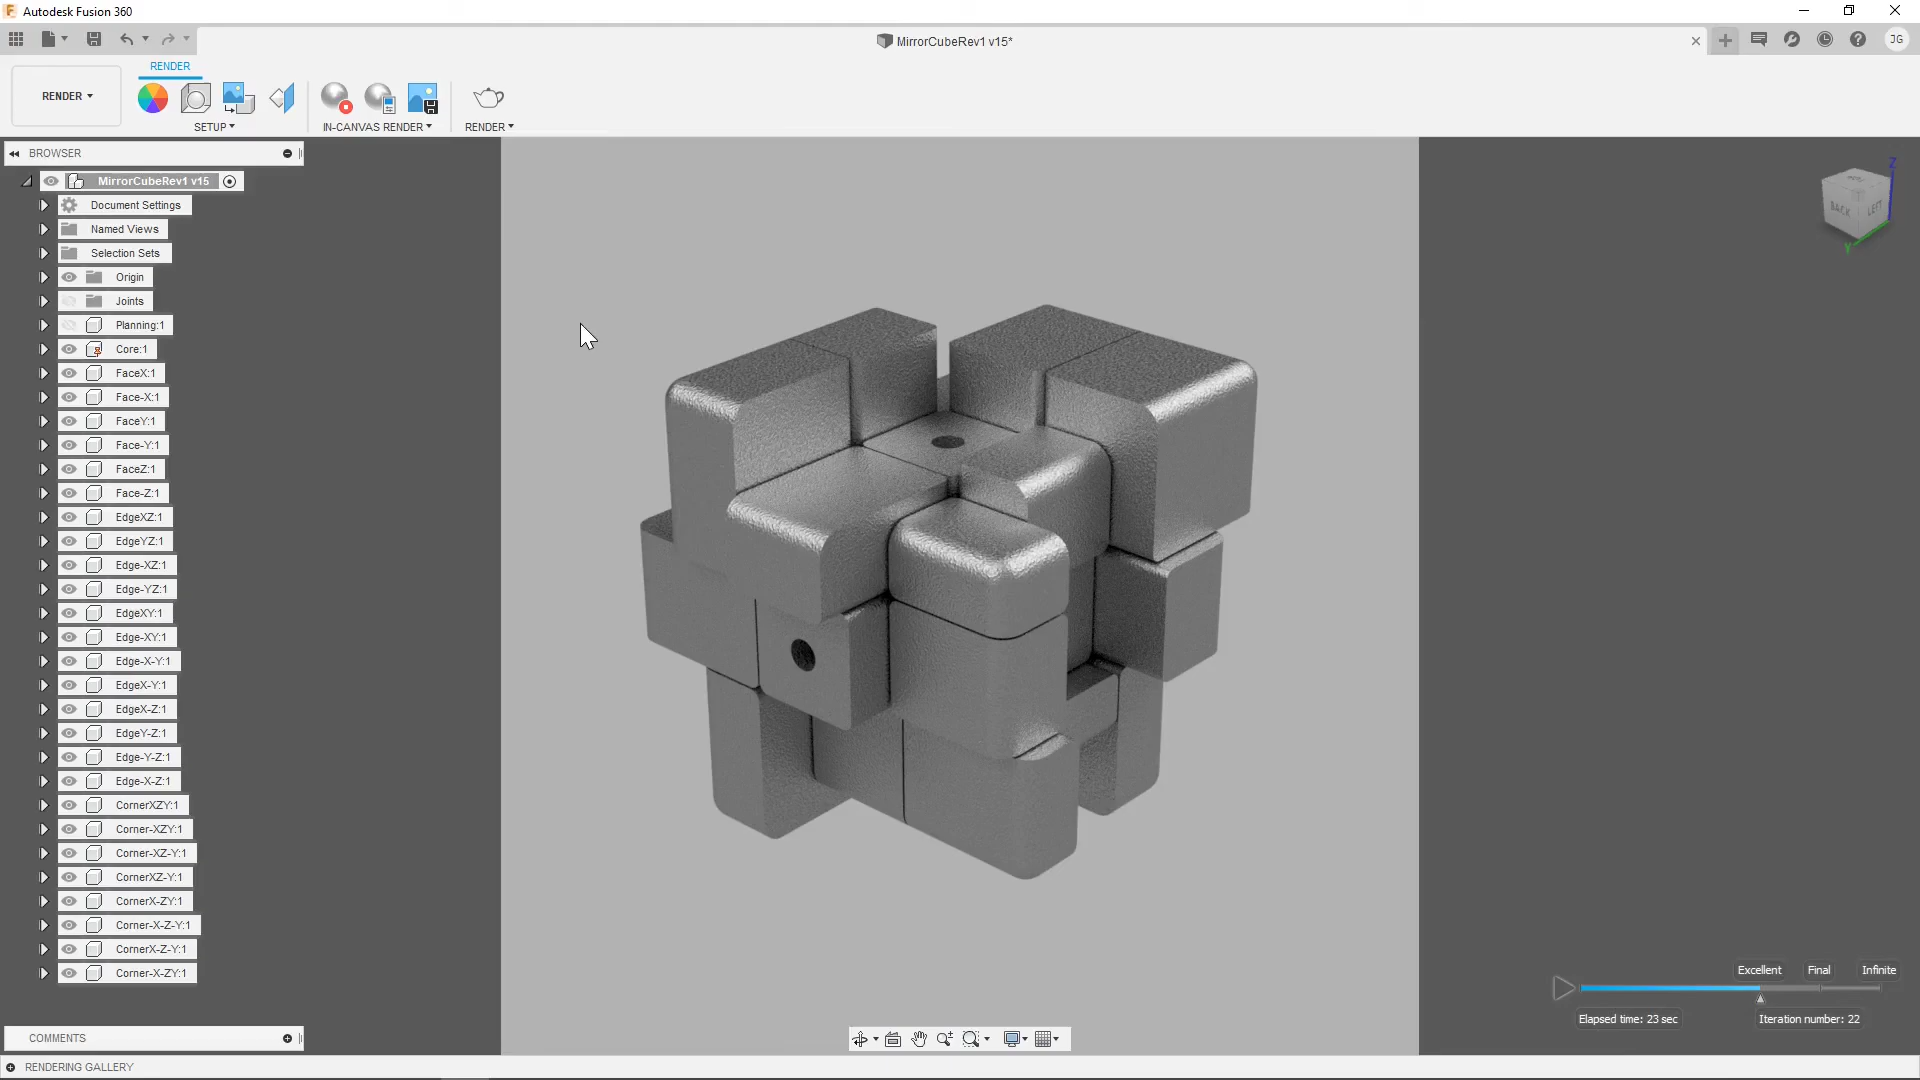 Autodesk Fusion 360
MirrorCubeRev1 v15*
JG
RENDER
RENDER
SETUP
IN-CANVAS RENDER
RENDER
BROWSER
MirrorCubeRev1 v15
Document Settings
Named Views
Selection Sets
Origin
Joints
Planning:1
Core:1
FaceX:1
Face-X:1
FaceY:1
Face-Y:1
FaceZ:1
Face-Z:1
EdgeXZ:1
EdgeYZ:1
Edge-XZ:1
Edge-YZ:1
EdgeXY:1
Edge-XY:1
Edge-X-Y:1
EdgeX-Y:1
EdgeX-Z:1
EdgeY-Z:1
Edge-Y-Z:1
Edge-X-Z:1
CornerXZY:1
Corner-XZY:1
Corner-XZ-Y:1
CornerXZ-Y:1
CornerX-ZY:1
Corner-X-Z-Y:1
CornerX-Z-Y:1
Corner-X-ZY:1
Z
BACK
LEFT
Y
Excellent
Final
Infinite
Elapsed time: 23 sec
Iteration number: 22
COMMENTS
RENDERING GALLERY